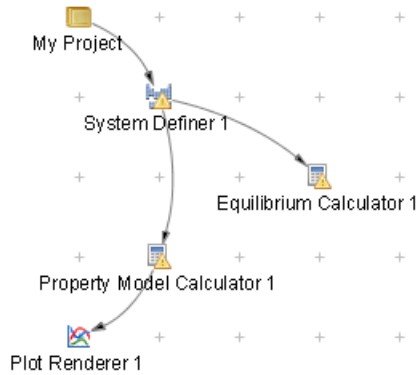 My Project
System Definer 1
Equilibrium Calculator 1
Property Model Calculator 1
Plot Renderer 1